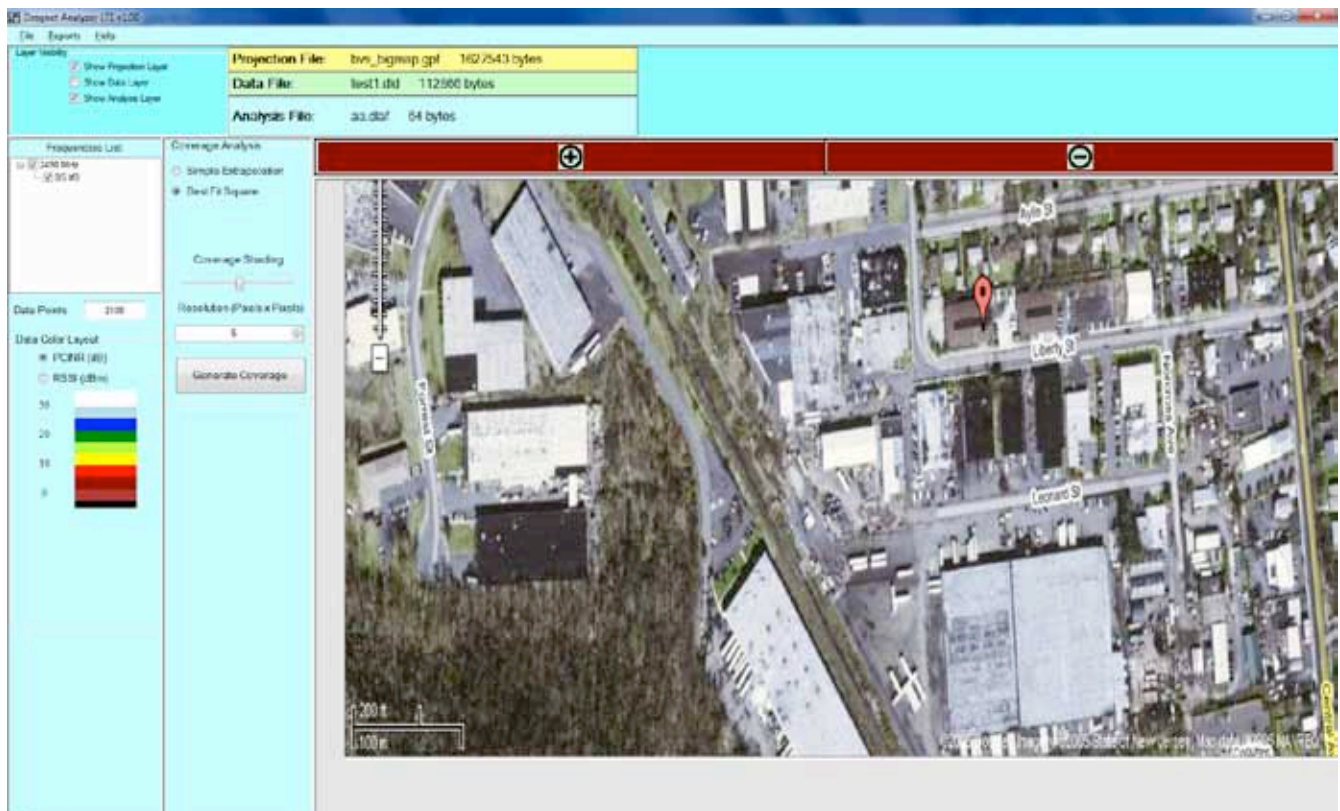 File Exports Help
Layer Visibility
Show Projection Layer
Show Data Layer
Show Analysis Layer
Projection File: bvs_bigmap.gpf 1627543 bytes
Data File: test1.dld 112866 bytes
Analysis File: aa.dlaf 64 bytes
Frequencies List
Coverage Analysis
Simple Extrapolation
Best Fit Square
Coverage Shading
Resolution (Pixels x Pixels)
5
Generate Coverage
Data Points
Data Color Layout
PCINR (dB)
RSSI (dBm)
30
20
10
0
Aylin St
Liberty St
Leonard St
200 ft
100 m